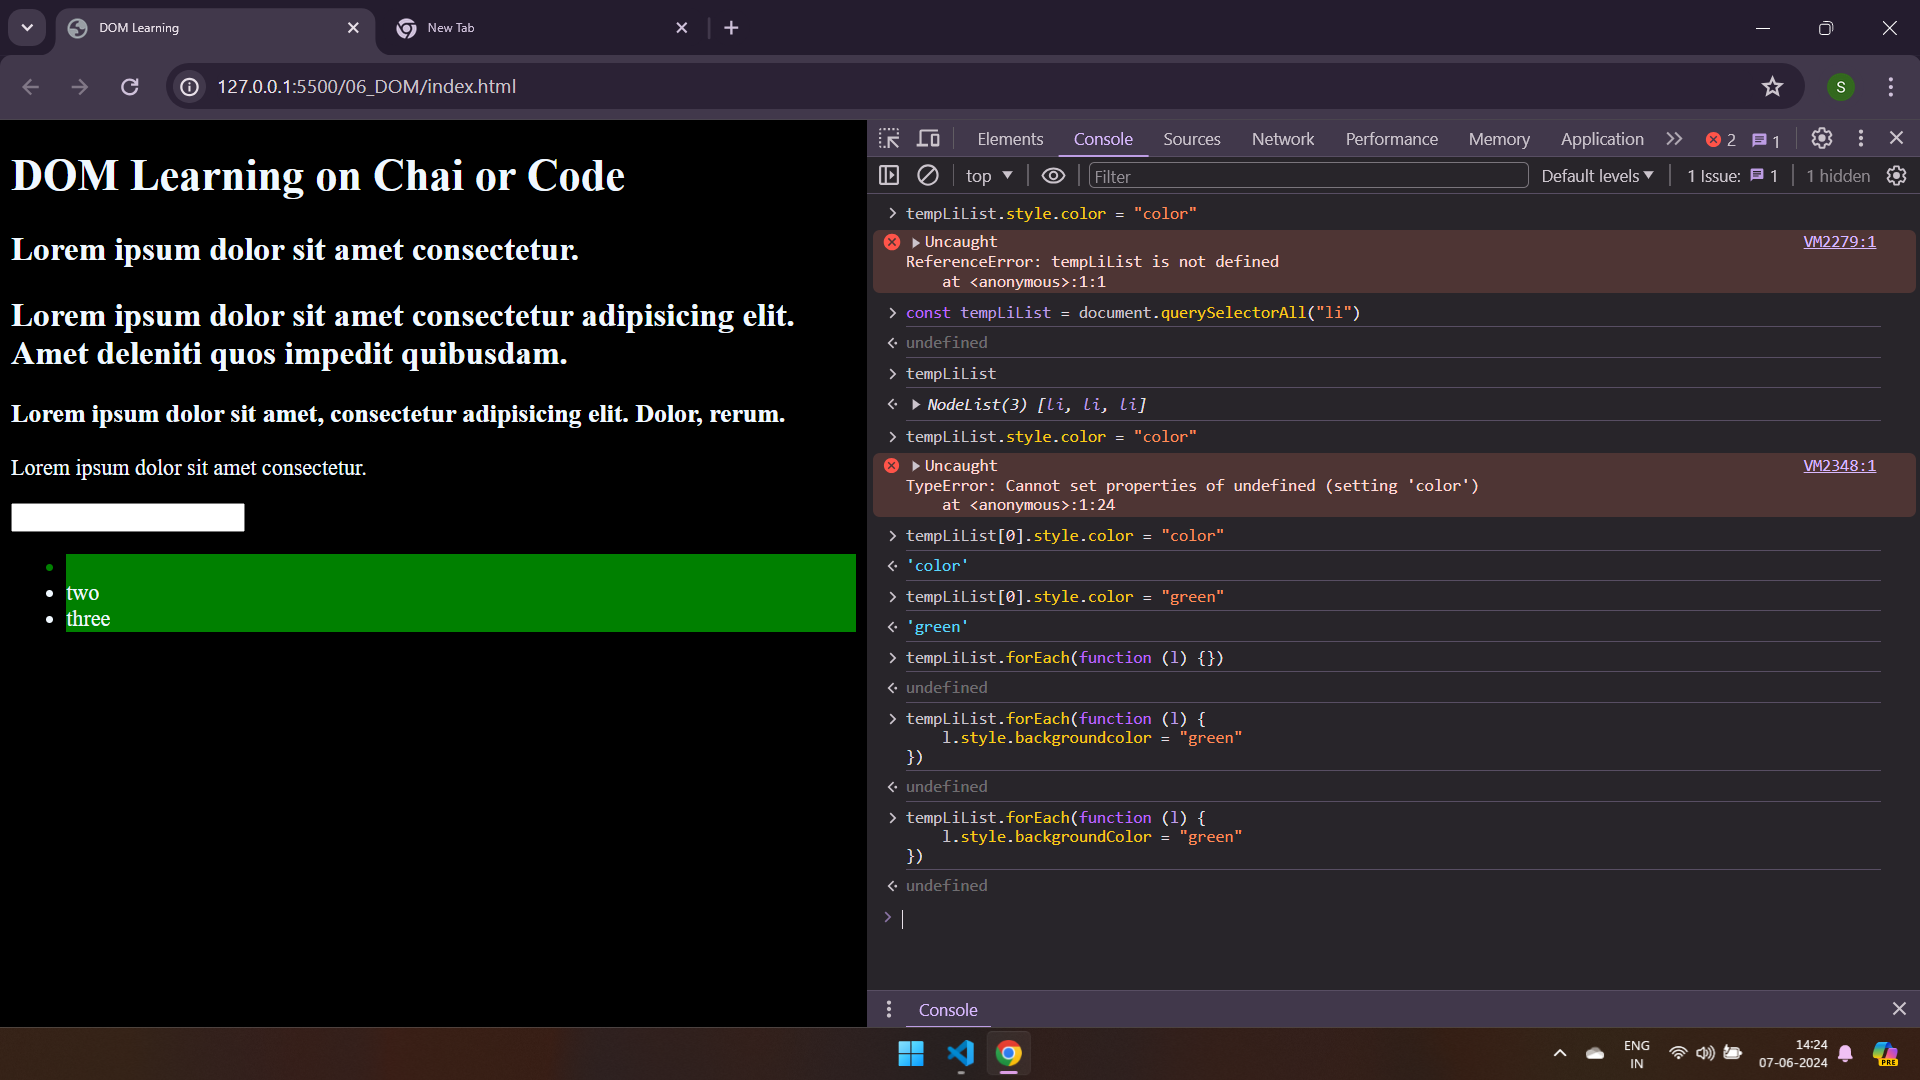 DOM Learning
New Tab
127.0.0.1:5500/06_DOM/index.html
S
DOM Learning on Chai or Code
Lorem ipsum dolor sit amet consectetur.
Lorem ipsum dolor sit amet consectetur adipisicing elit.
Amet deleniti quos impedit quibusdam.
Lorem ipsum dolor sit amet, consectetur adipisicing elit. Dolor, rerum.
Lorem ipsum dolor sit amet consectetur.
two
three
Elements Console Sources Network Performance Memory Application 2 1
top Filter Default levels 1 Issue: 1 1 hidden
tempLiList.style.color = "color"
Uncaught VM2279:1
ReferenceError: tempLiList is not defined
at <anonymous>:1:1
const tempLiList = document.querySelectorAll("li")
undefined
tempLiList
NodeList(3) [li, li, li]
tempLiList.style.color = "color"
Uncaught VM2348:1
TypeError: Cannot set properties of undefined (setting 'color')
at <anonymous>:1:24
tempLiList[0].style.color = "color"
'color'
tempLiList[0].style.color = "green"
'green'
tempLiList.forEach(function (l) {})
undefined
tempLiList.forEach(function (l) {
l.style.backgroundcolor = "green"
})
undefined
tempLiList.forEach(function (l) {
l.style.backgroundColor = "green"
})
undefined
Console
ENG
IN
14:24
07-06-2024
PRE